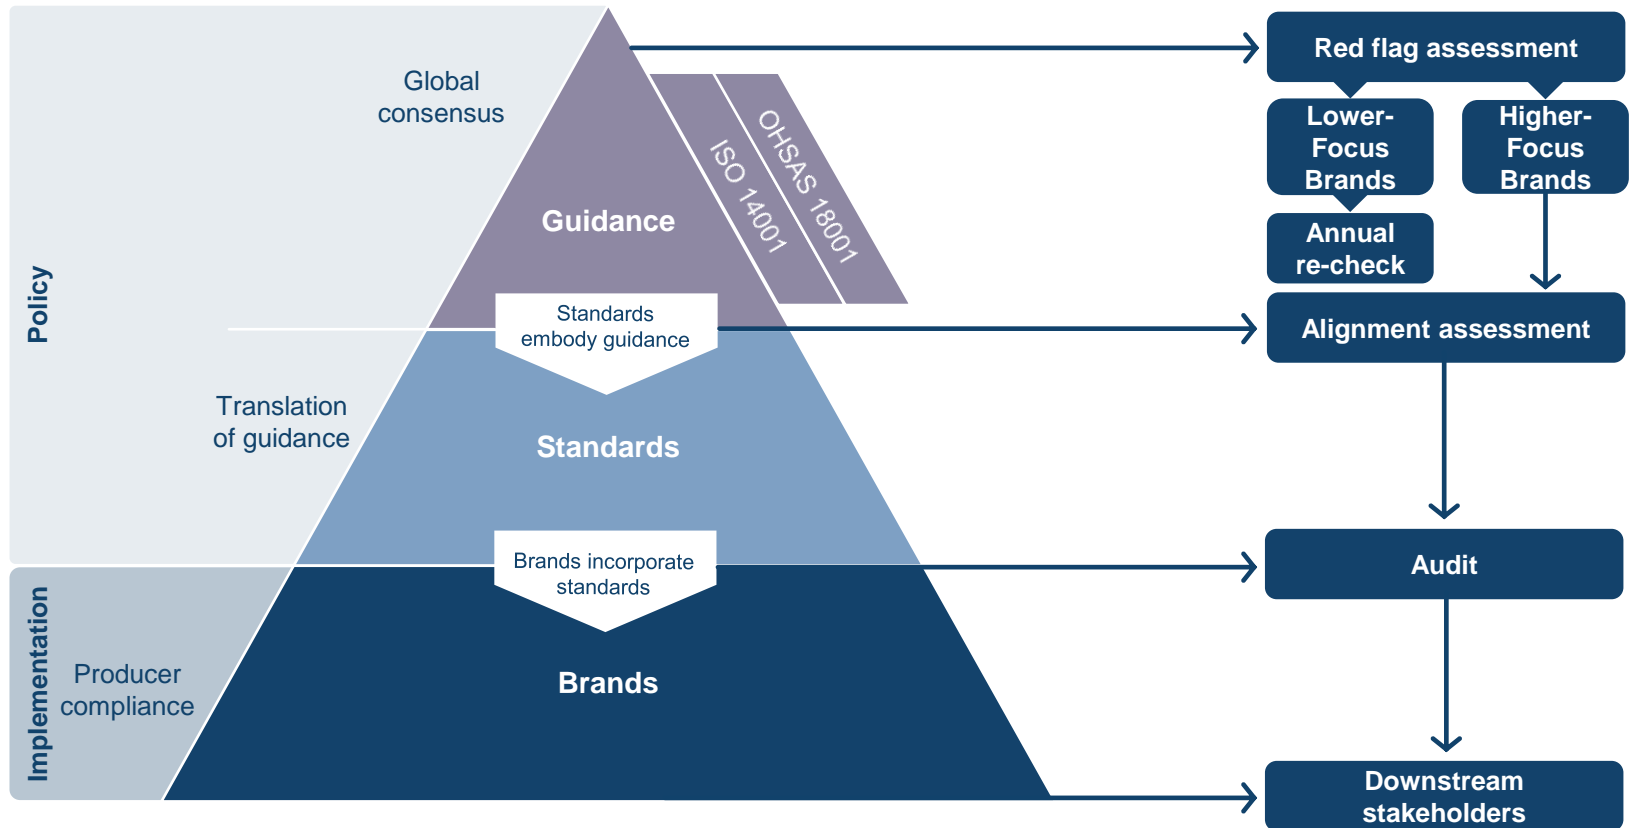 Policy
Global
consensus
Guidance
ISO 14001
OHSAS 18001
Standards
embody guidance
Translation
of guidance
Standards
Brands incorporate
standards
Implementation
Producer
compliance
Brands
Red flag assessment
Lower-
Focus
Brands
Higher-
Focus
Brands
Annual
re-check
Alignment assessment
Audit
Downstream
stakeholders